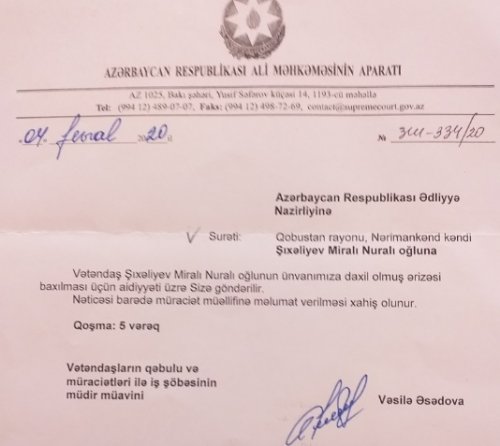 AZƏRBAYCAN RESPUBLİKASI ALİ MƏHKƏMƏSİNİN APARATI
AZ 1025, Bakı şəhəri, Yusif Səfərov küçəsi 14, 1193-cü məhəllə
Tel: (994 12) 489-07-07, Faks: (994 12) 498-72-69, contact@supremecourt.gov.az
04. fevral 2020
№ 3Ш-334/20
Azərbaycan Respublikası Ədliyyə
Nazirliyinə
Surəti: Qobustan rayonu, Nərimankənd kəndi
Şıxəliyev Miralı Nuralı oğluna
Vətəndaş Şıxəliyev Miralı Nuralı oğlunun ünvanımıza daxil olmuş ərizəsi
baxılması üçün aidiyyəti üzrə Sizə göndərilir.
Nəticəsi barədə müraciət müəllifinə məlumat verilməsi xahiş olunur.
Qoşma: 5 vərəq
Vətəndaşların qəbulu və
müraciətləri ilə iş şöbəsinin
müdir müavini
Vəsilə Əsədova